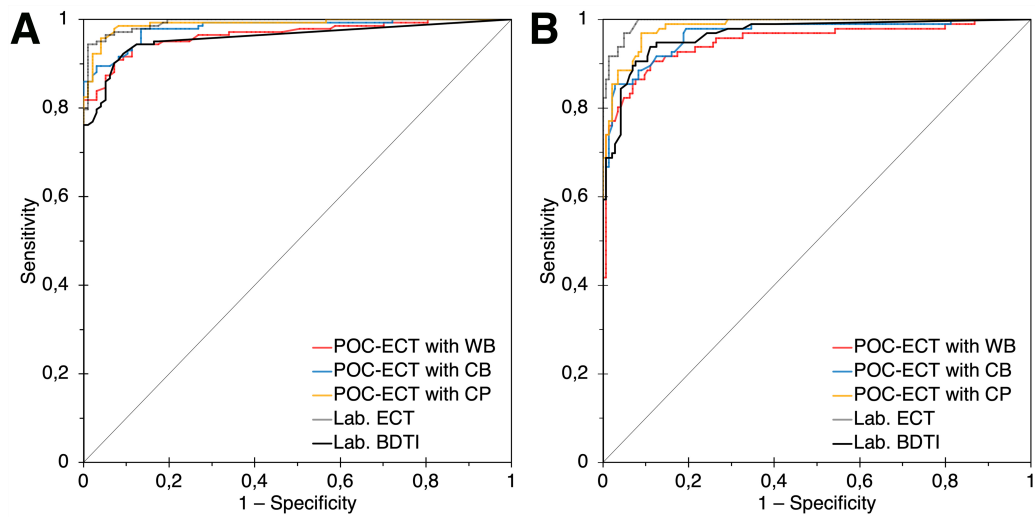 A
1
0,8
0,6
0,4
0,2
0
Sensitivity
POC-ECT with WB
POC-ECT with CB
POC-ECT with CP
Lab. ECT
Lab. BDTI
0
0,2
0,4
0,6
0,8
1
1 – Specificity
B
1
0,8
0,6
0,4
0,2
0
Sensitivity
POC-ECT with WB
POC-ECT with CB
POC-ECT with CP
Lab. ECT
Lab. BDTI
0
0,2
0,4
0,6
0,8
1
1 – Specificity